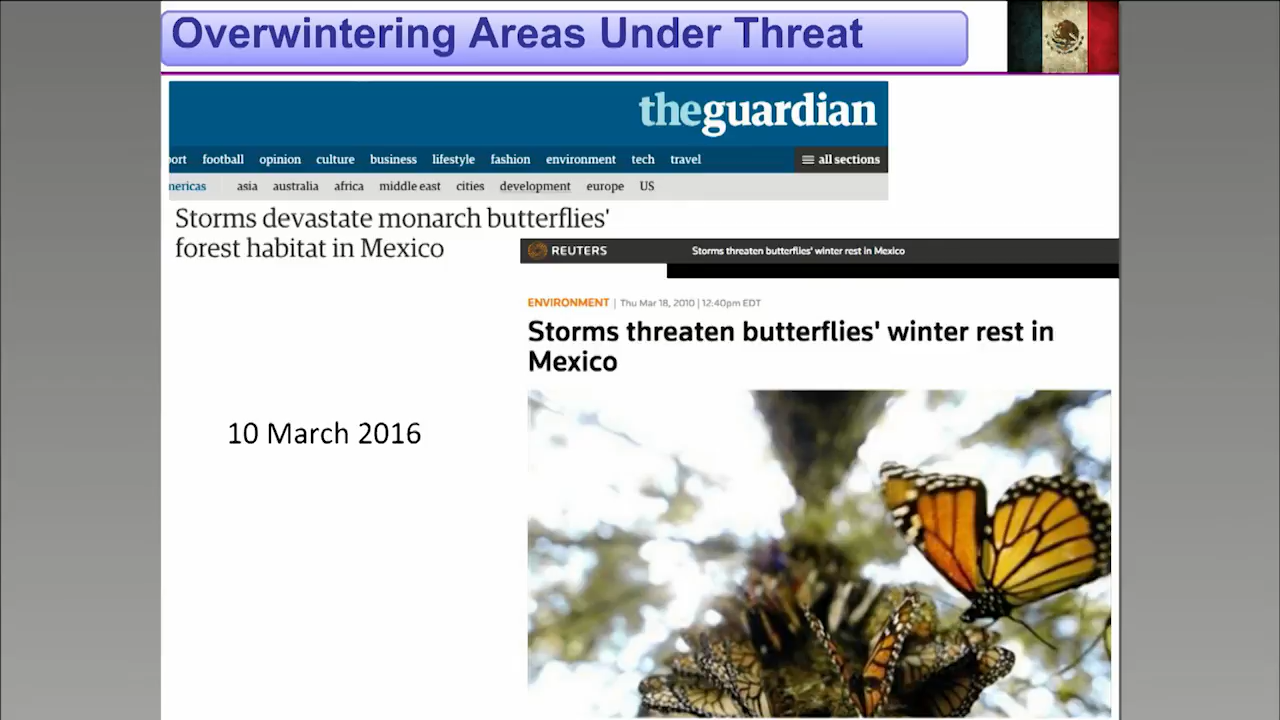 Overwintering Areas Under Threat
theguardian
ort football opinion culture business lifestyle fashion environment tech travel all sections
mericas asia australia africa middle east cities development europe US
Storms devastate monarch butterflies'
forest habitat in Mexico
REUTERS Storms threaten butterflies' winter rest in Mexico
ENVIRONMENT | Thu Mar 18, 2010 | 12:40pm EDT
Storms threaten butterflies' winter rest in
Mexico
10 March 2016